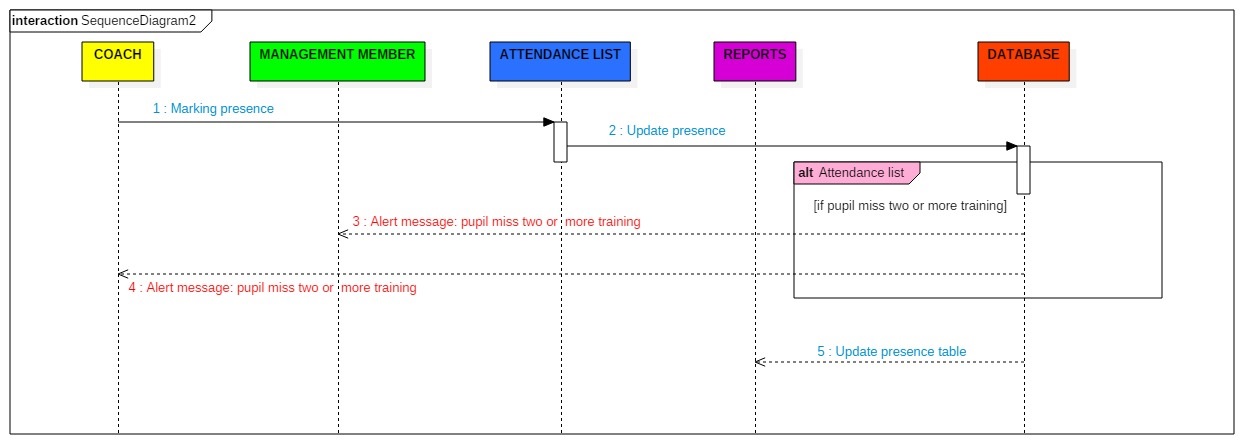 interaction SequenceDiagram2
COACH
MANAGEMENT MEMBER
ATTENDANCE LIST
REPORTS
DATABASE
1 : Marking presence
2 : Update presence
alt Attendance list
[if pupil miss two or more training]
3 : Alert message: pupil miss two or more training
4 : Alert message: pupil miss two or more training
5 : Update presence table